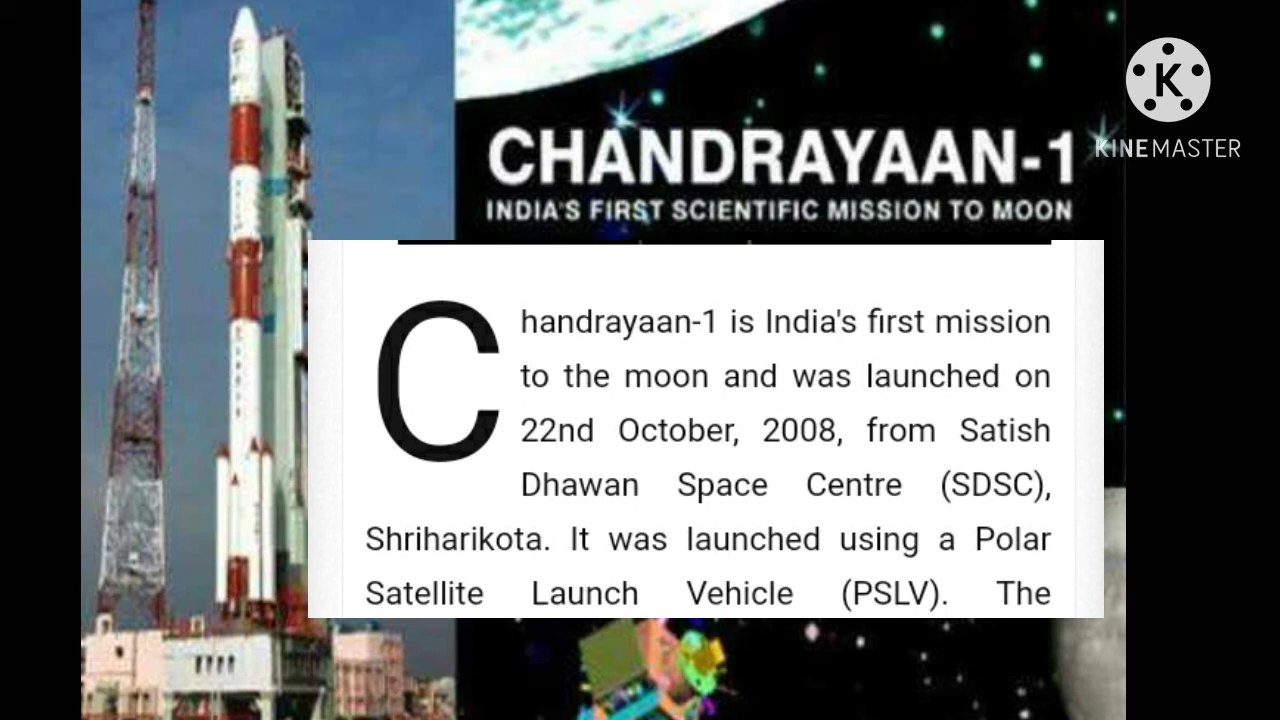 CHANDRAYAAN-1
INDIA'S FIRST SCIENTIFIC MISSION TO MOON
K
KINEMASTER
Chandrayaan-1 is India's first mission
to the moon and was launched on
22nd October, 2008, from Satish
Dhawan Space Centre (SDSC),
Shriharikota. It was launched using a Polar
Satellite Launch Vehicle (PSLV). The